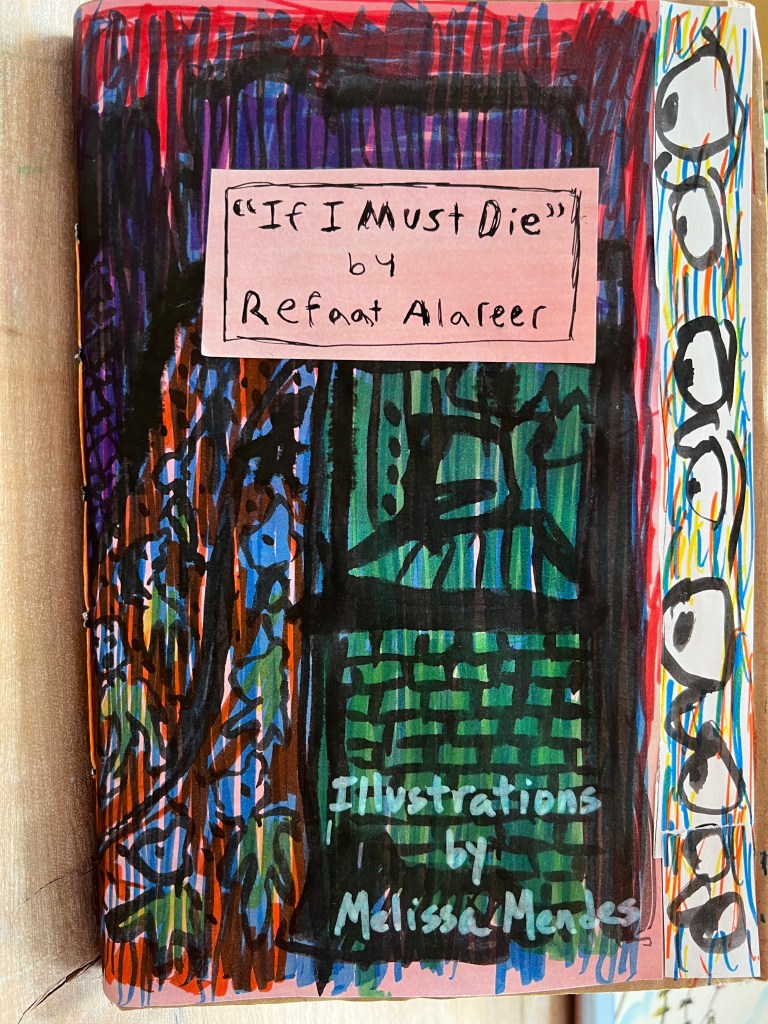 “If I Must Die”
by
Refaat Alareer
Illustrations
by
Melissa Mendes